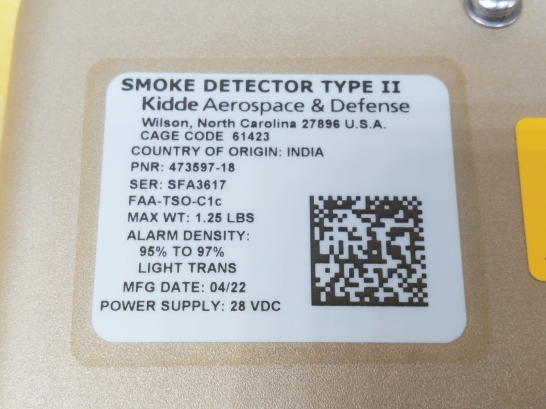 SMOKE DETECTOR TYPE II
Kidde Aerospace & Defense
Wilson, North Carolina 27896 U.S.A.
CAGE CODE 61423
COUNTRY OF ORIGIN: INDIA
PNR: 473597-18
SER: SFA3617
FAA-TSO-C1c
MAX WT: 1.25 LBS
ALARM DENSITY:
95% TO 97%
LIGHT TRANS
MFG DATE: 04/22
POWER SUPPLY: 28 VDC